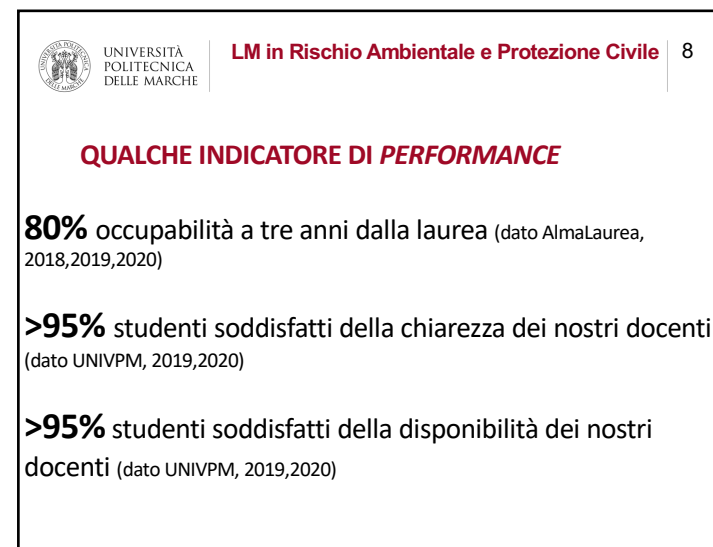 UNIVERSITÀ
POLITECNICA
DELLE MARCHE
LM in Rischio Ambientale e Protezione Civile
8
QUALCHE INDICATORE DI PERFORMANCE
80% occupabilità a tre anni dalla laurea (dato AlmaLaurea,
2018,2019,2020)
>95% studenti soddisfatti della chiarezza dei nostri docenti
(dato UNIVPM, 2019,2020)
>95% studenti soddisfatti della disponibilità dei nostri
docenti (dato UNIVPM, 2019,2020)